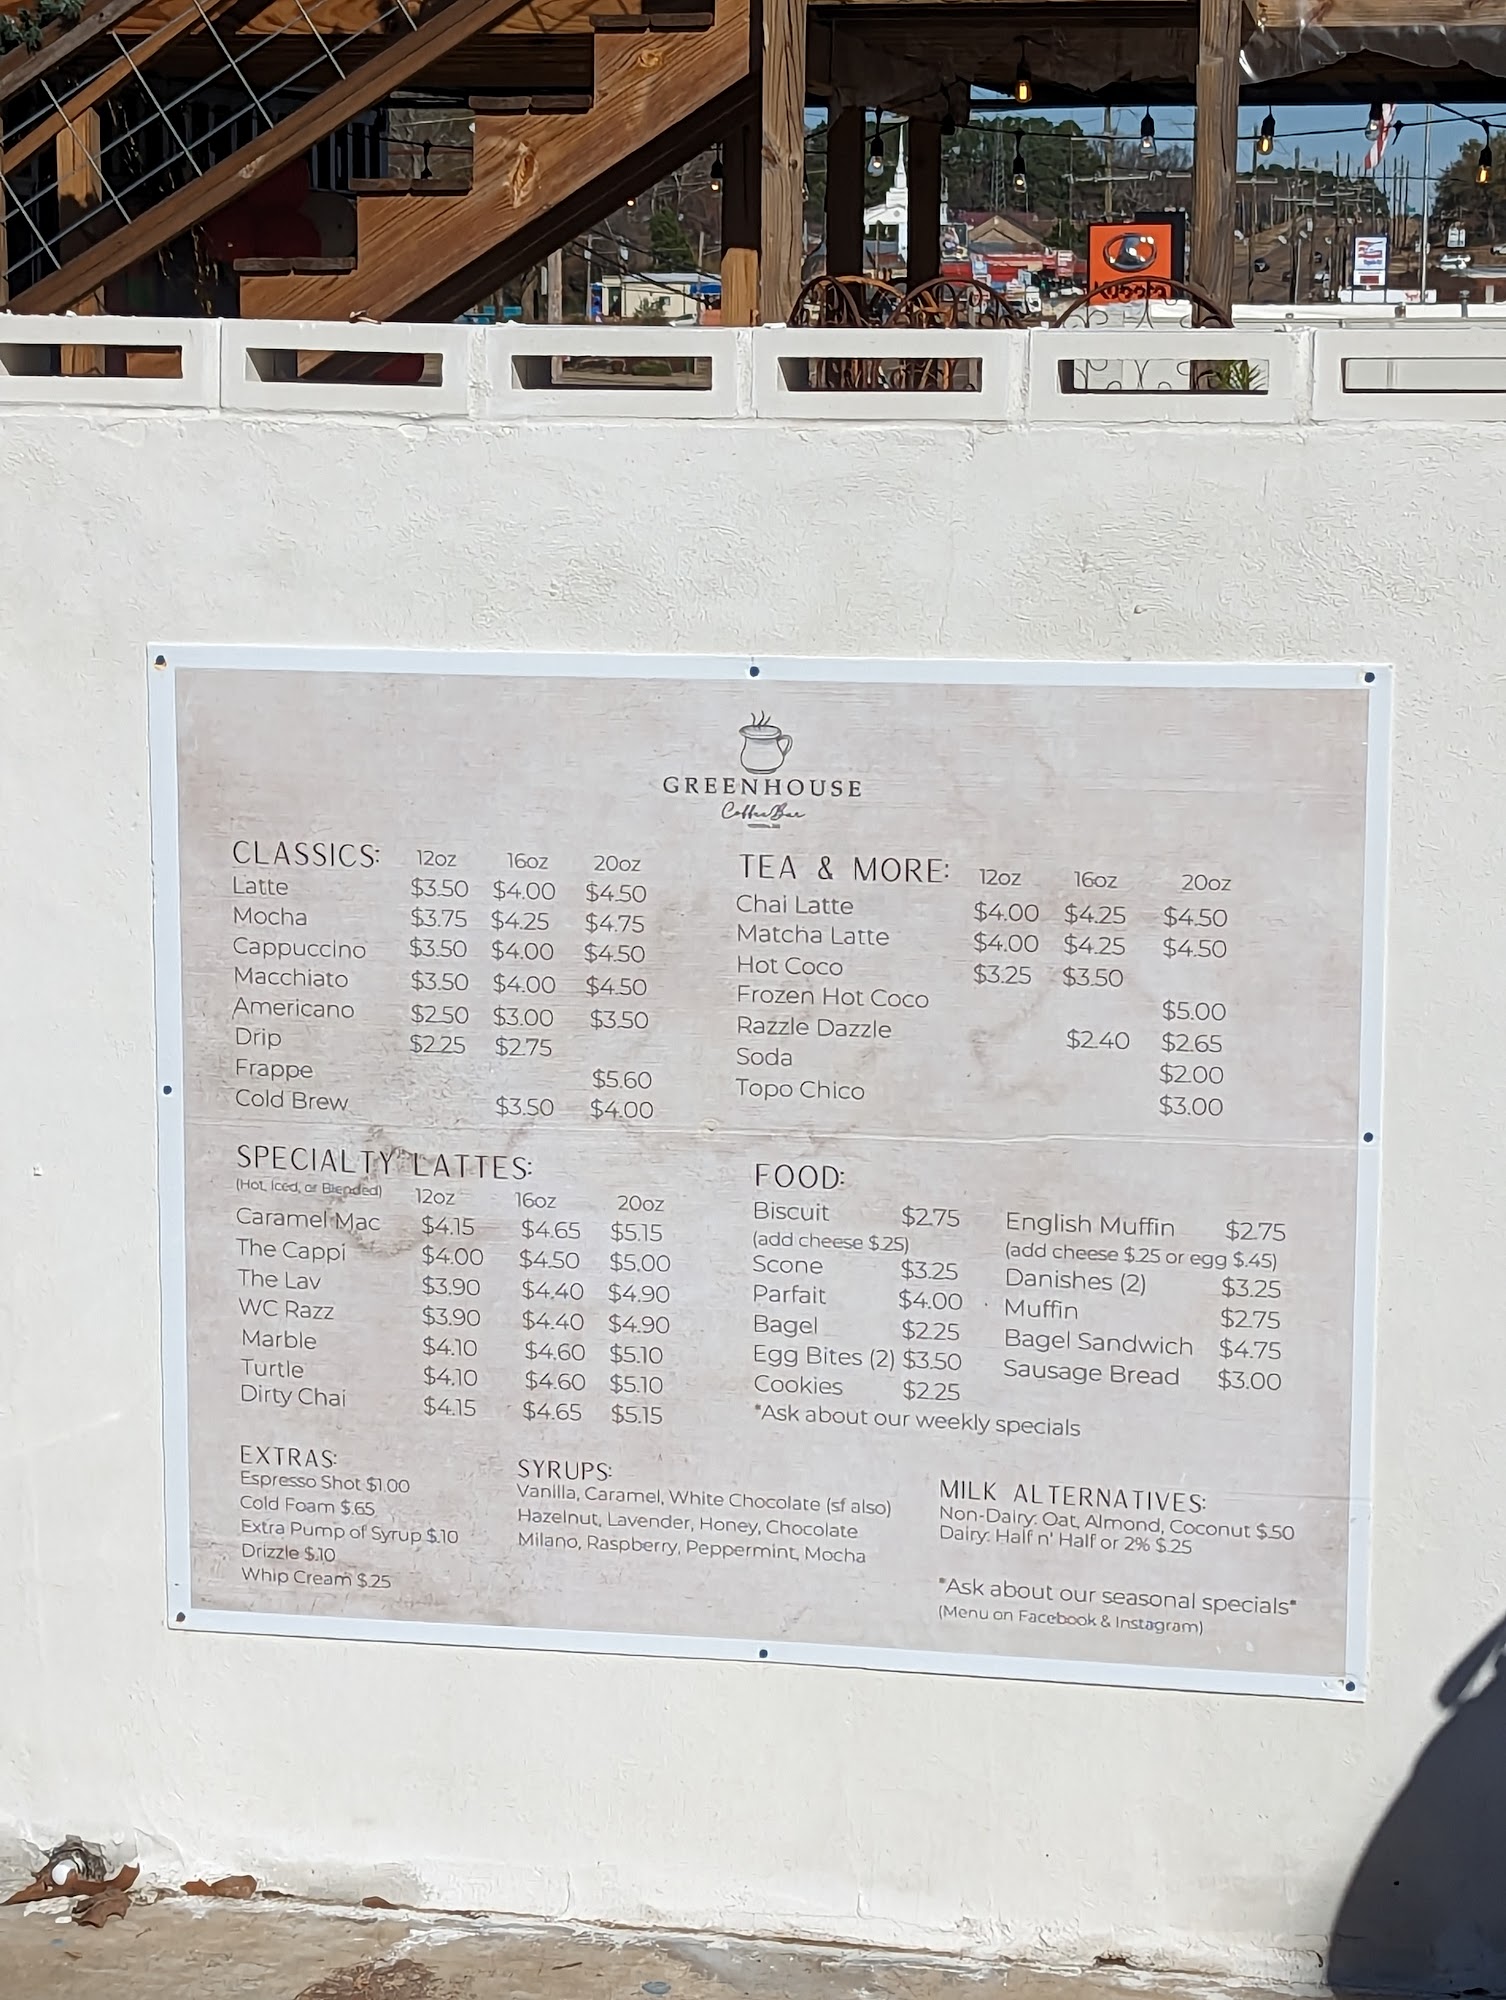 Kubota
GREENHOUSE
Coffee Bar
CLASSICS: 12oz 16oz 20oz
Latte $3.50 $4.00 $4.50
Mocha $3.75 $4.25 $4.75
Cappuccino $3.50 $4.00 $4.50
Macchiato $3.50 $4.00 $4.50
Americano $2.50 $3.00 $3.50
Drip $2.25 $2.75
Frappe $5.60
Cold Brew $3.50 $4.00
TEA & MORE: 12oz 16oz 20oz
Chai Latte $4.00 $4.25 $4.50
Matcha Latte $4.00 $4.25 $4.50
Hot Coco $3.25 $3.50
Frozen Hot Coco $5.00
Razzle Dazzle $2.40 $2.65
Soda $2.00
Topo Chico $3.00
SPECIALTY LATTES:
(Hot, Iced, or Blended) 12oz 16oz 20oz
Caramel Mac $4.15 $4.65 $5.15
The Cappi $4.00 $4.50 $5.00
The Lav $3.90 $4.40 $4.90
WC Razz $3.90 $4.40 $4.90
Marble $4.10 $4.60 $5.10
Turtle $4.10 $4.60 $5.10
Dirty Chai $4.15 $4.65 $5.15
FOOD:
Biscuit $2.75
(add cheese $.25)
Scone $3.25
Parfait $4.00
Bagel $2.25
Egg Bites (2) $3.50
Cookies $2.25
English Muffin $2.75
(add cheese $.25 or egg $.45)
Danishes (2) $3.25
Muffin $2.75
Bagel Sandwich $4.75
Sausage Bread $3.00
*Ask about our weekly specials
EXTRAS:
Espresso Shot $1.00
Cold Foam $.65
Extra Pump of Syrup $.10
Drizzle $.10
Whip Cream $.25
SYRUPS:
Vanilla, Caramel, White Chocolate (sf also)
Hazelnut, Lavender, Honey, Chocolate
Milano, Raspberry, Peppermint, Mocha
MILK ALTERNATIVES:
Non-Dairy: Oat, Almond, Coconut $.50
Dairy: Half n' Half or 2% $.25
*Ask about our seasonal specials*
(Menu on Facebook & Instagram)